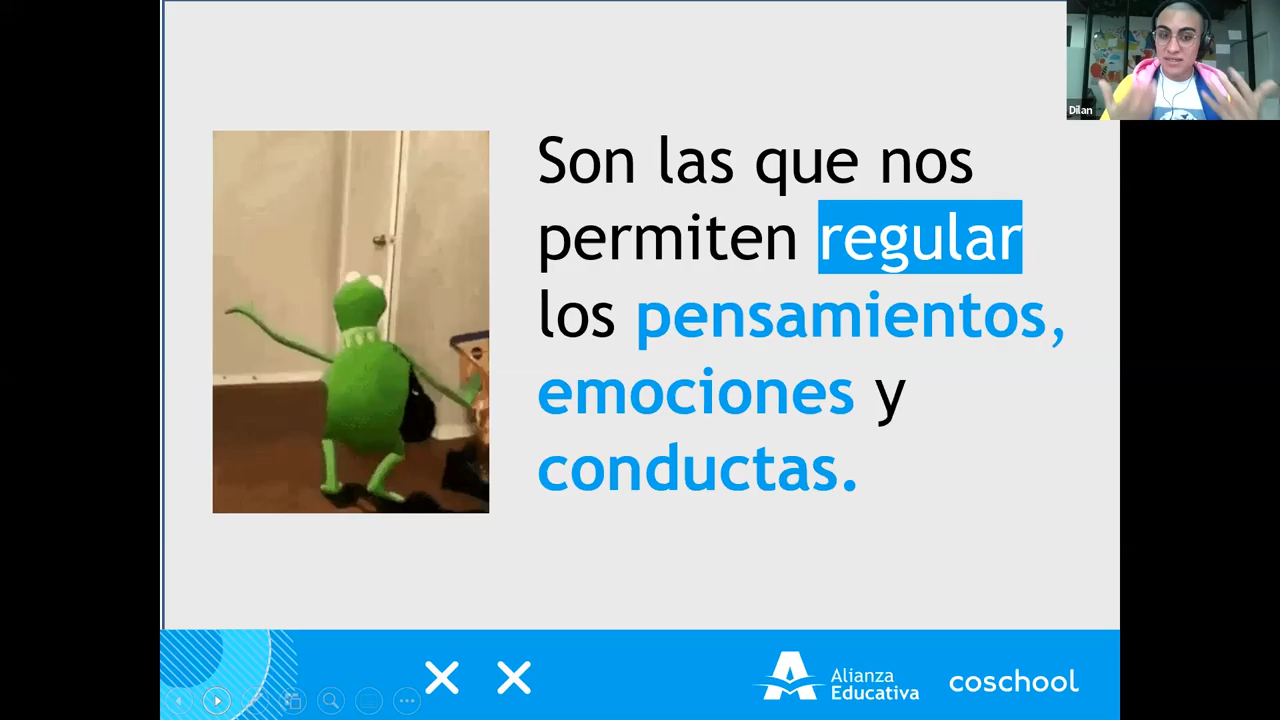 Dilan
Son las que nos
permiten regular
los pensamientos,
emociones y
conductas.
Alianza
Educativa
coschool